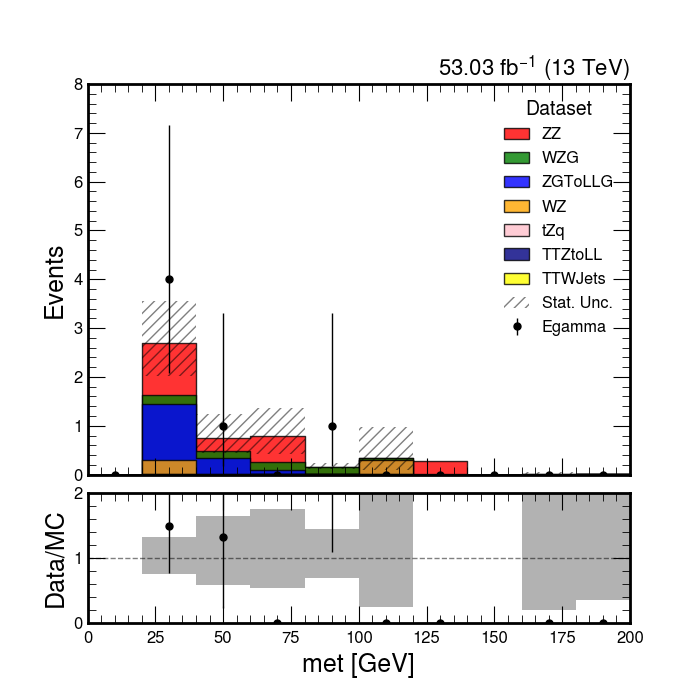 53.03 fb⁻¹ (13 TeV)
8
7
6
5
4
3
2
1
0
Events
Dataset
ZZ
WZG
ZGToLLG
WZ
tZq
TTZtoLL
TTWJets
Stat. Unc.
Egamma
2
1
0
Data/MC
0 25 50 75 100 125 150 175 200
met [GeV]